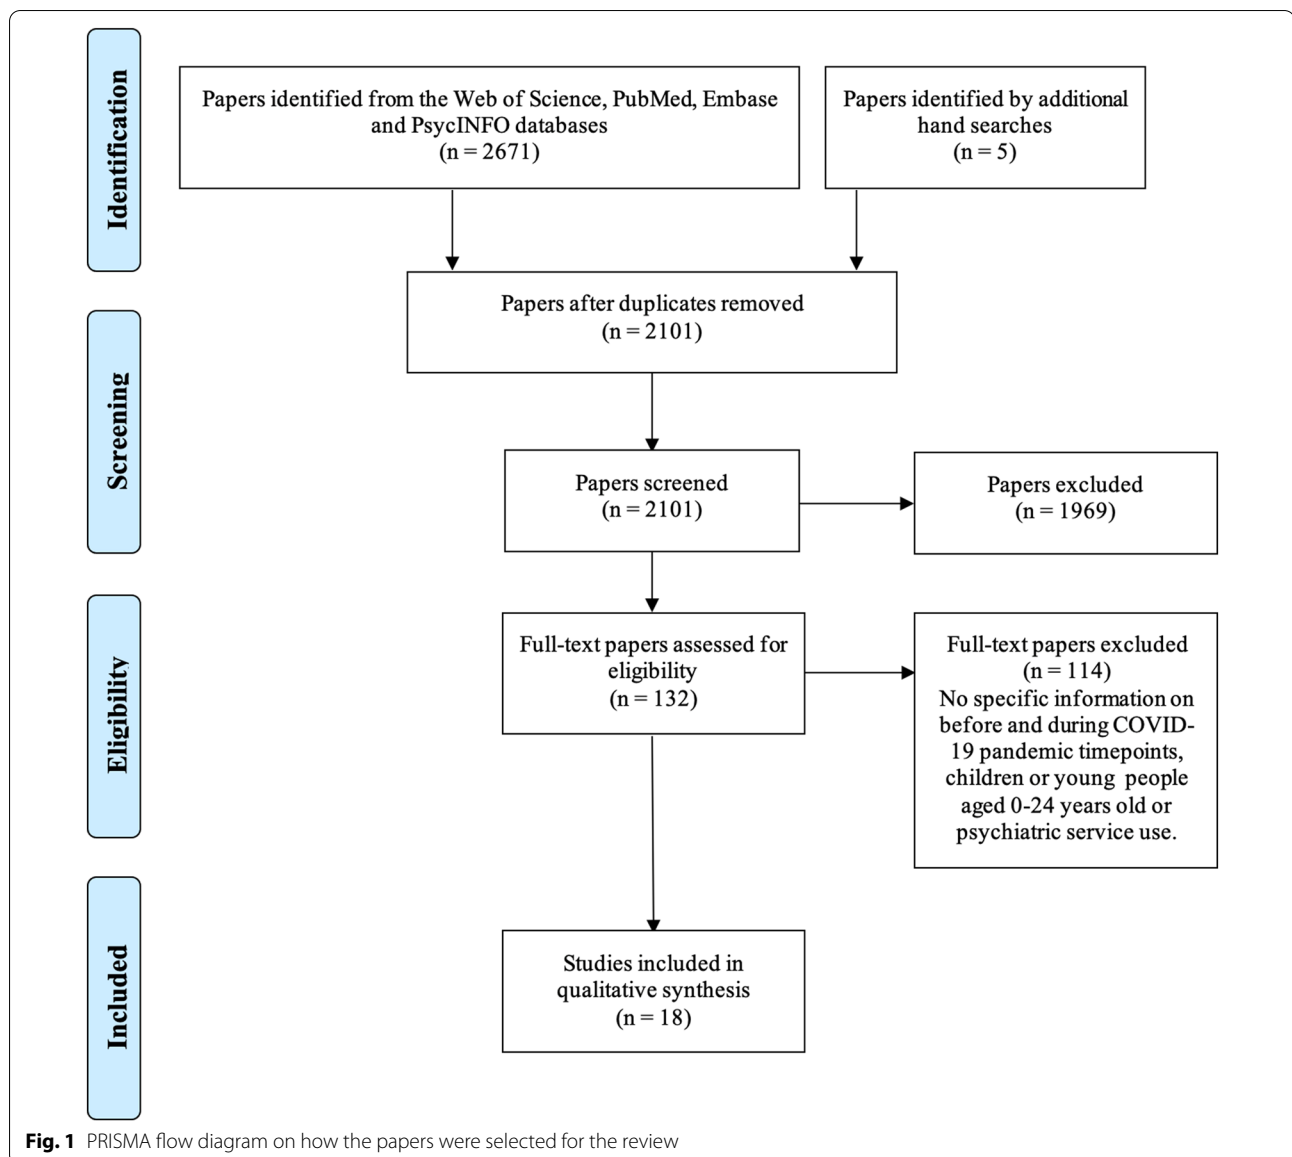 Identification
Papers identified from the Web of Science, PubMed, Embase
and PsycINFO databases
(n = 2671)
Papers identified by additional
hand searches
(n = 5)
Papers after duplicates removed
(n = 2101)
Screening
Papers screened
(n = 2101)
Papers excluded
(n = 1969)
Eligibility
Full-text papers assessed for
eligibility
(n = 132)
Full-text papers excluded
(n = 114)
No specific information on
before and during COVID-
19 pandemic timepoints,
children or young people
aged 0-24 years old or
psychiatric service use.
Included
Studies included in
qualitative synthesis
(n = 18)
Fig. 1 PRISMA flow diagram on how the papers were selected for the review